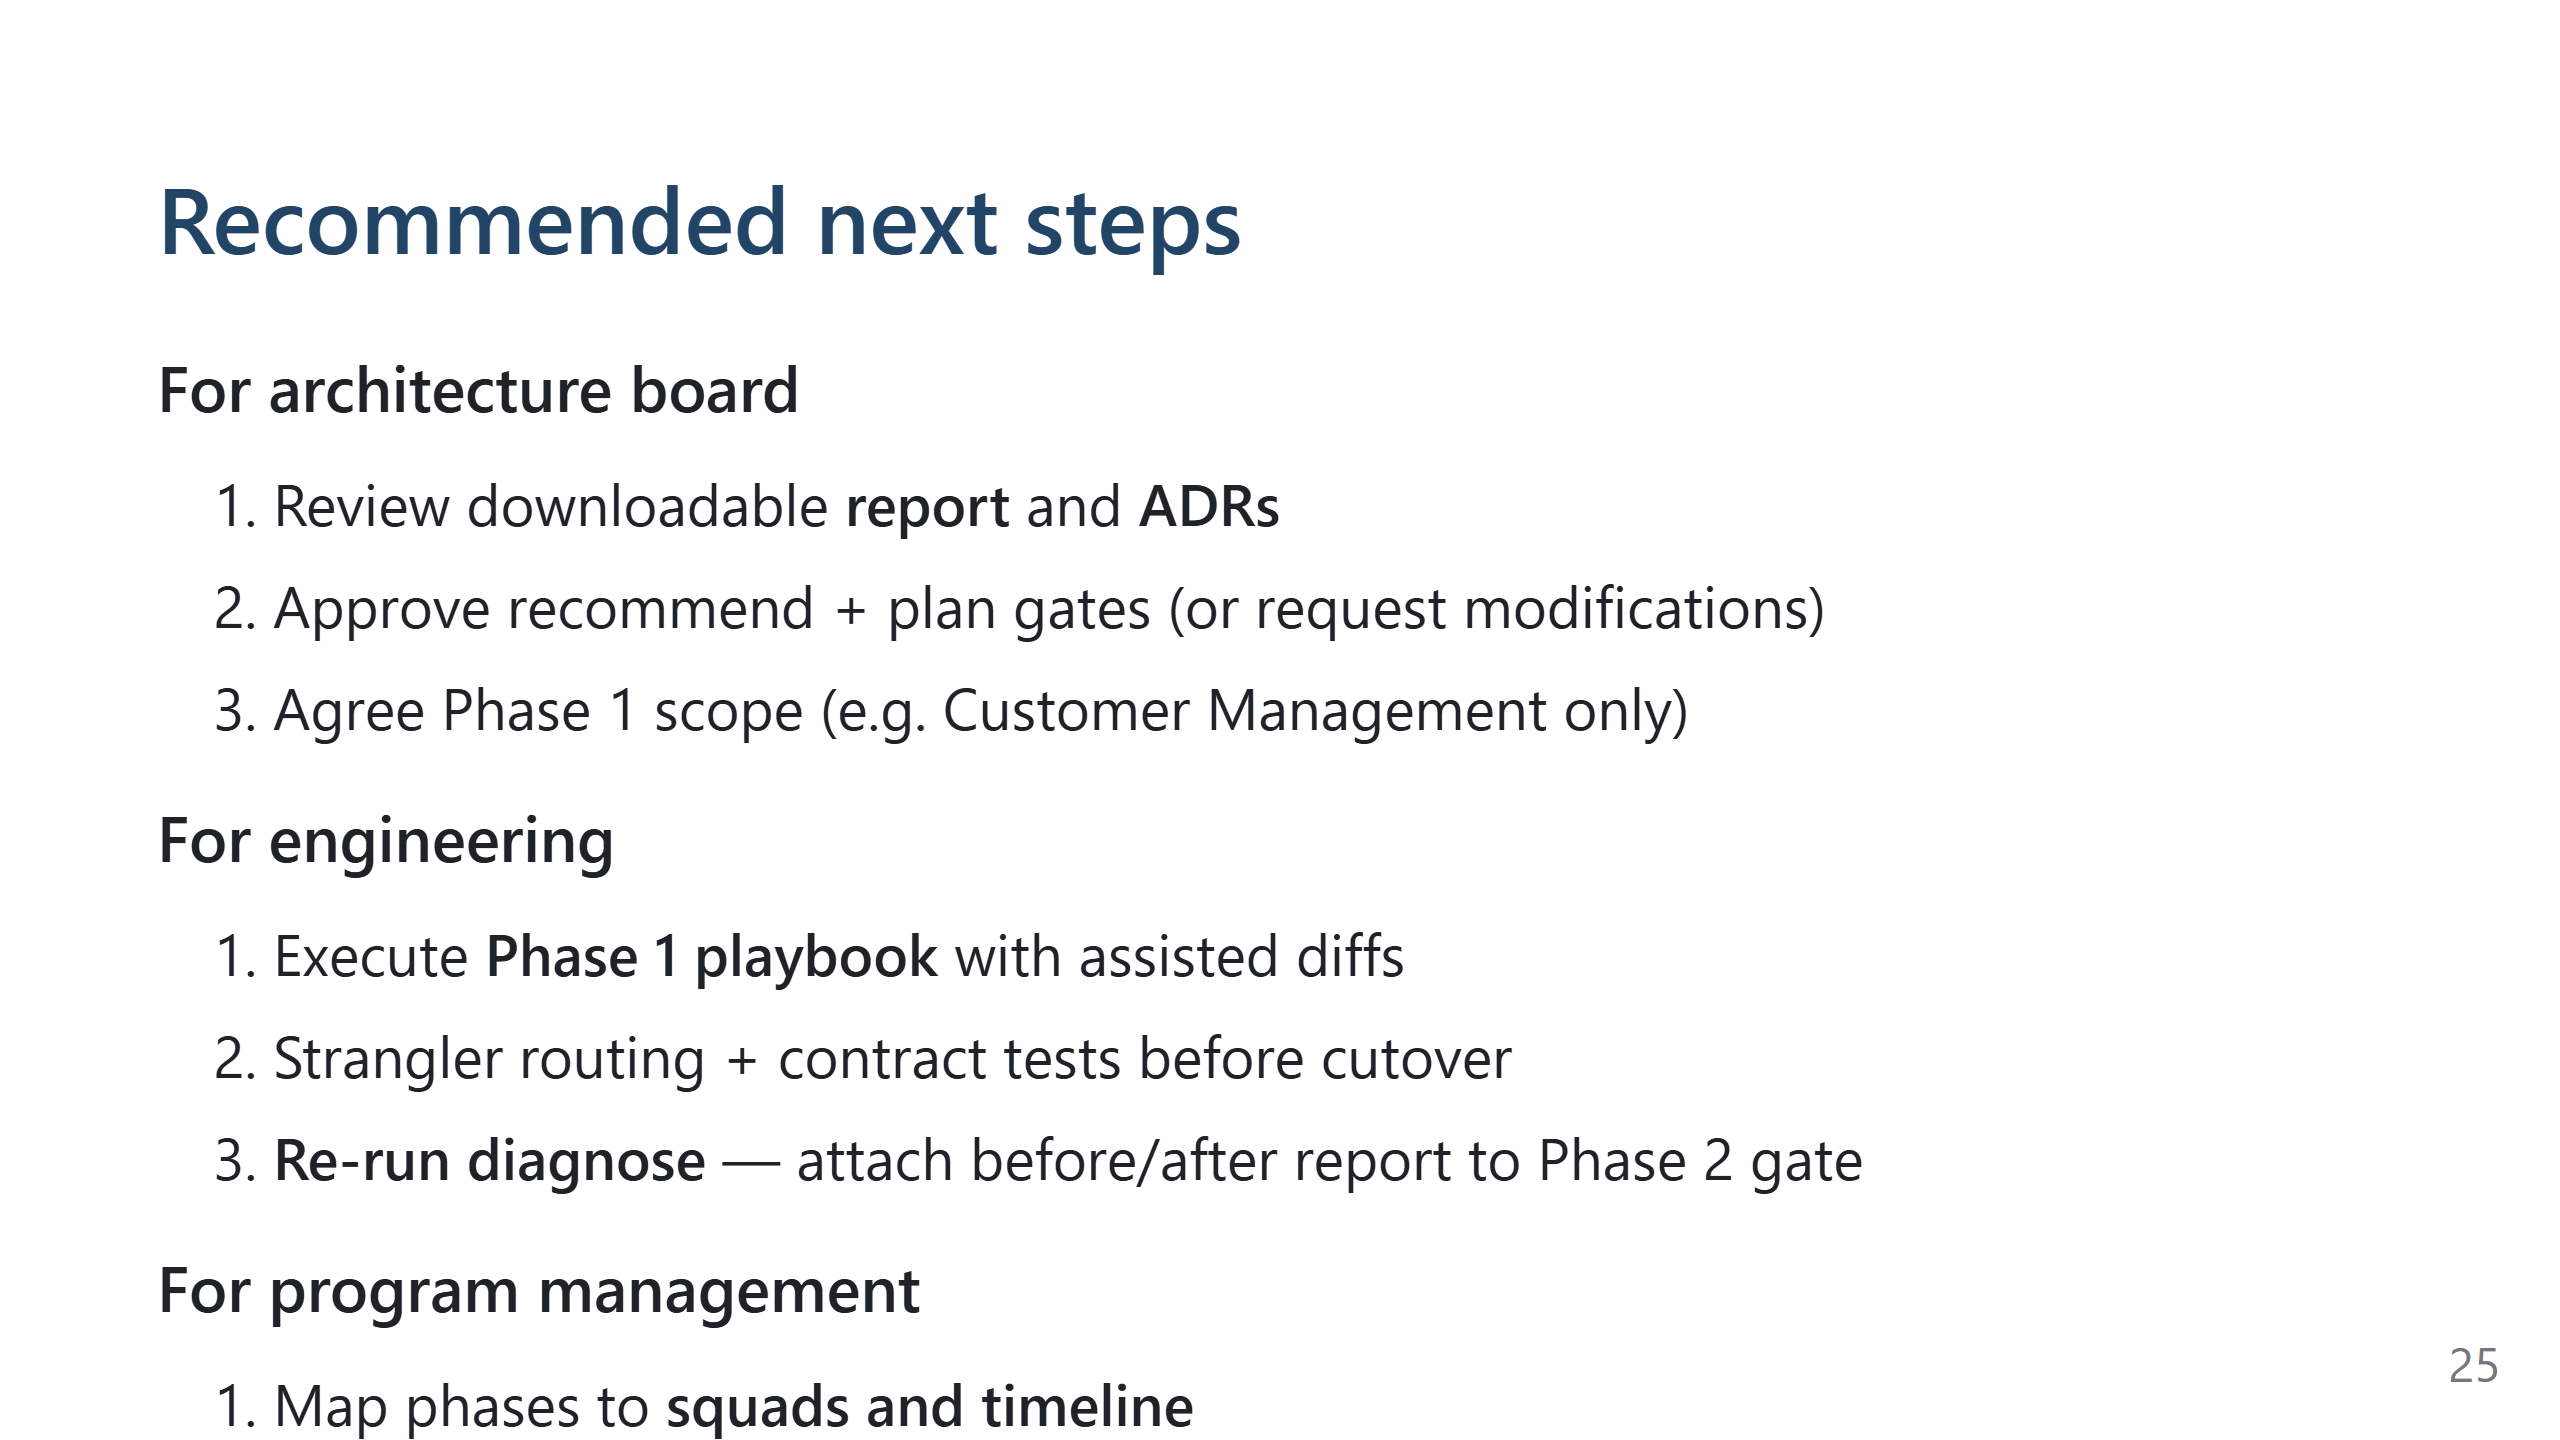 Recommended next steps
For architecture board
1. Review downloadable report and ADRs
2. Approve recommend + plan gates (or request modifications)
3. Agree Phase 1 scope (e.g. Customer Management only)
For engineering
1. Execute Phase 1 playbook with assisted diffs
2. Strangler routing + contract tests before cutover
3. Re-run diagnose — attach before/after report to Phase 2 gate
For program management
1. Map phases to squads and timeline
25